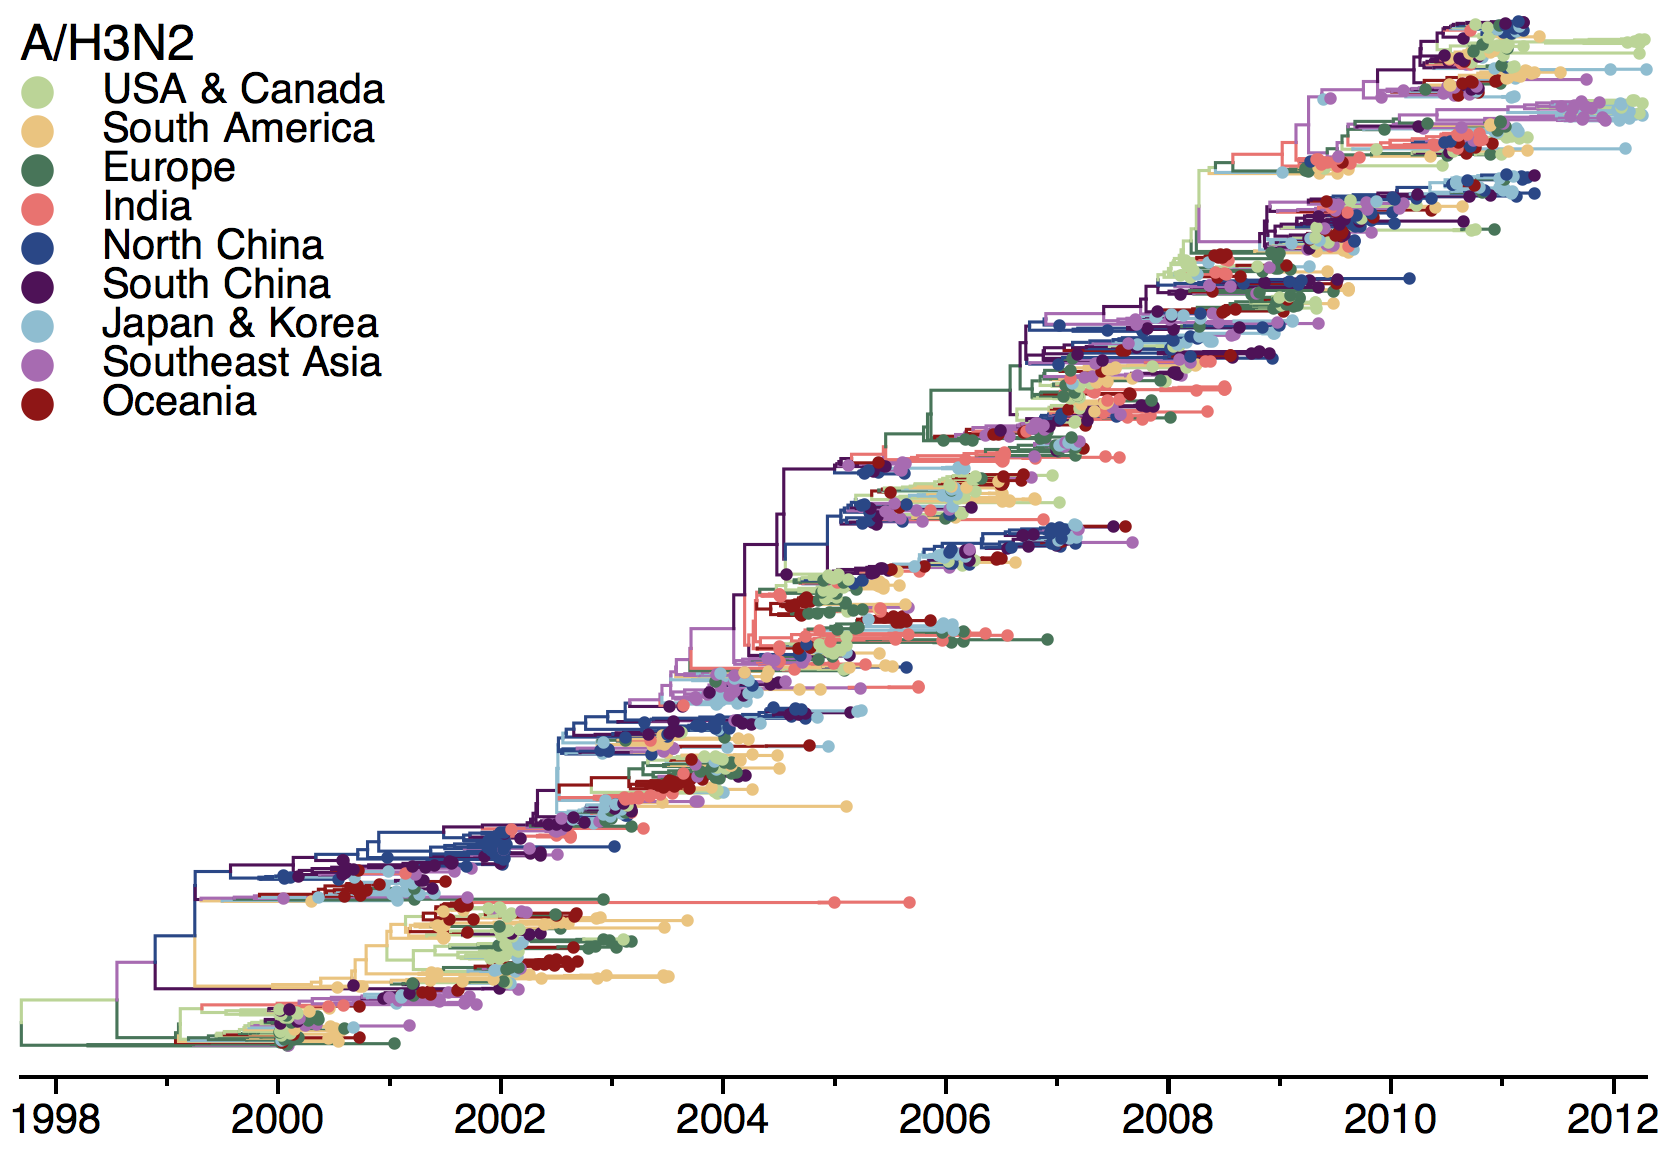 A/H3N2
USA & Canada
South America
Europe
India
North China
South China
Japan & Korea
Southeast Asia
Oceania
1998 2000 2002 2004 2006 2008 2010 2012